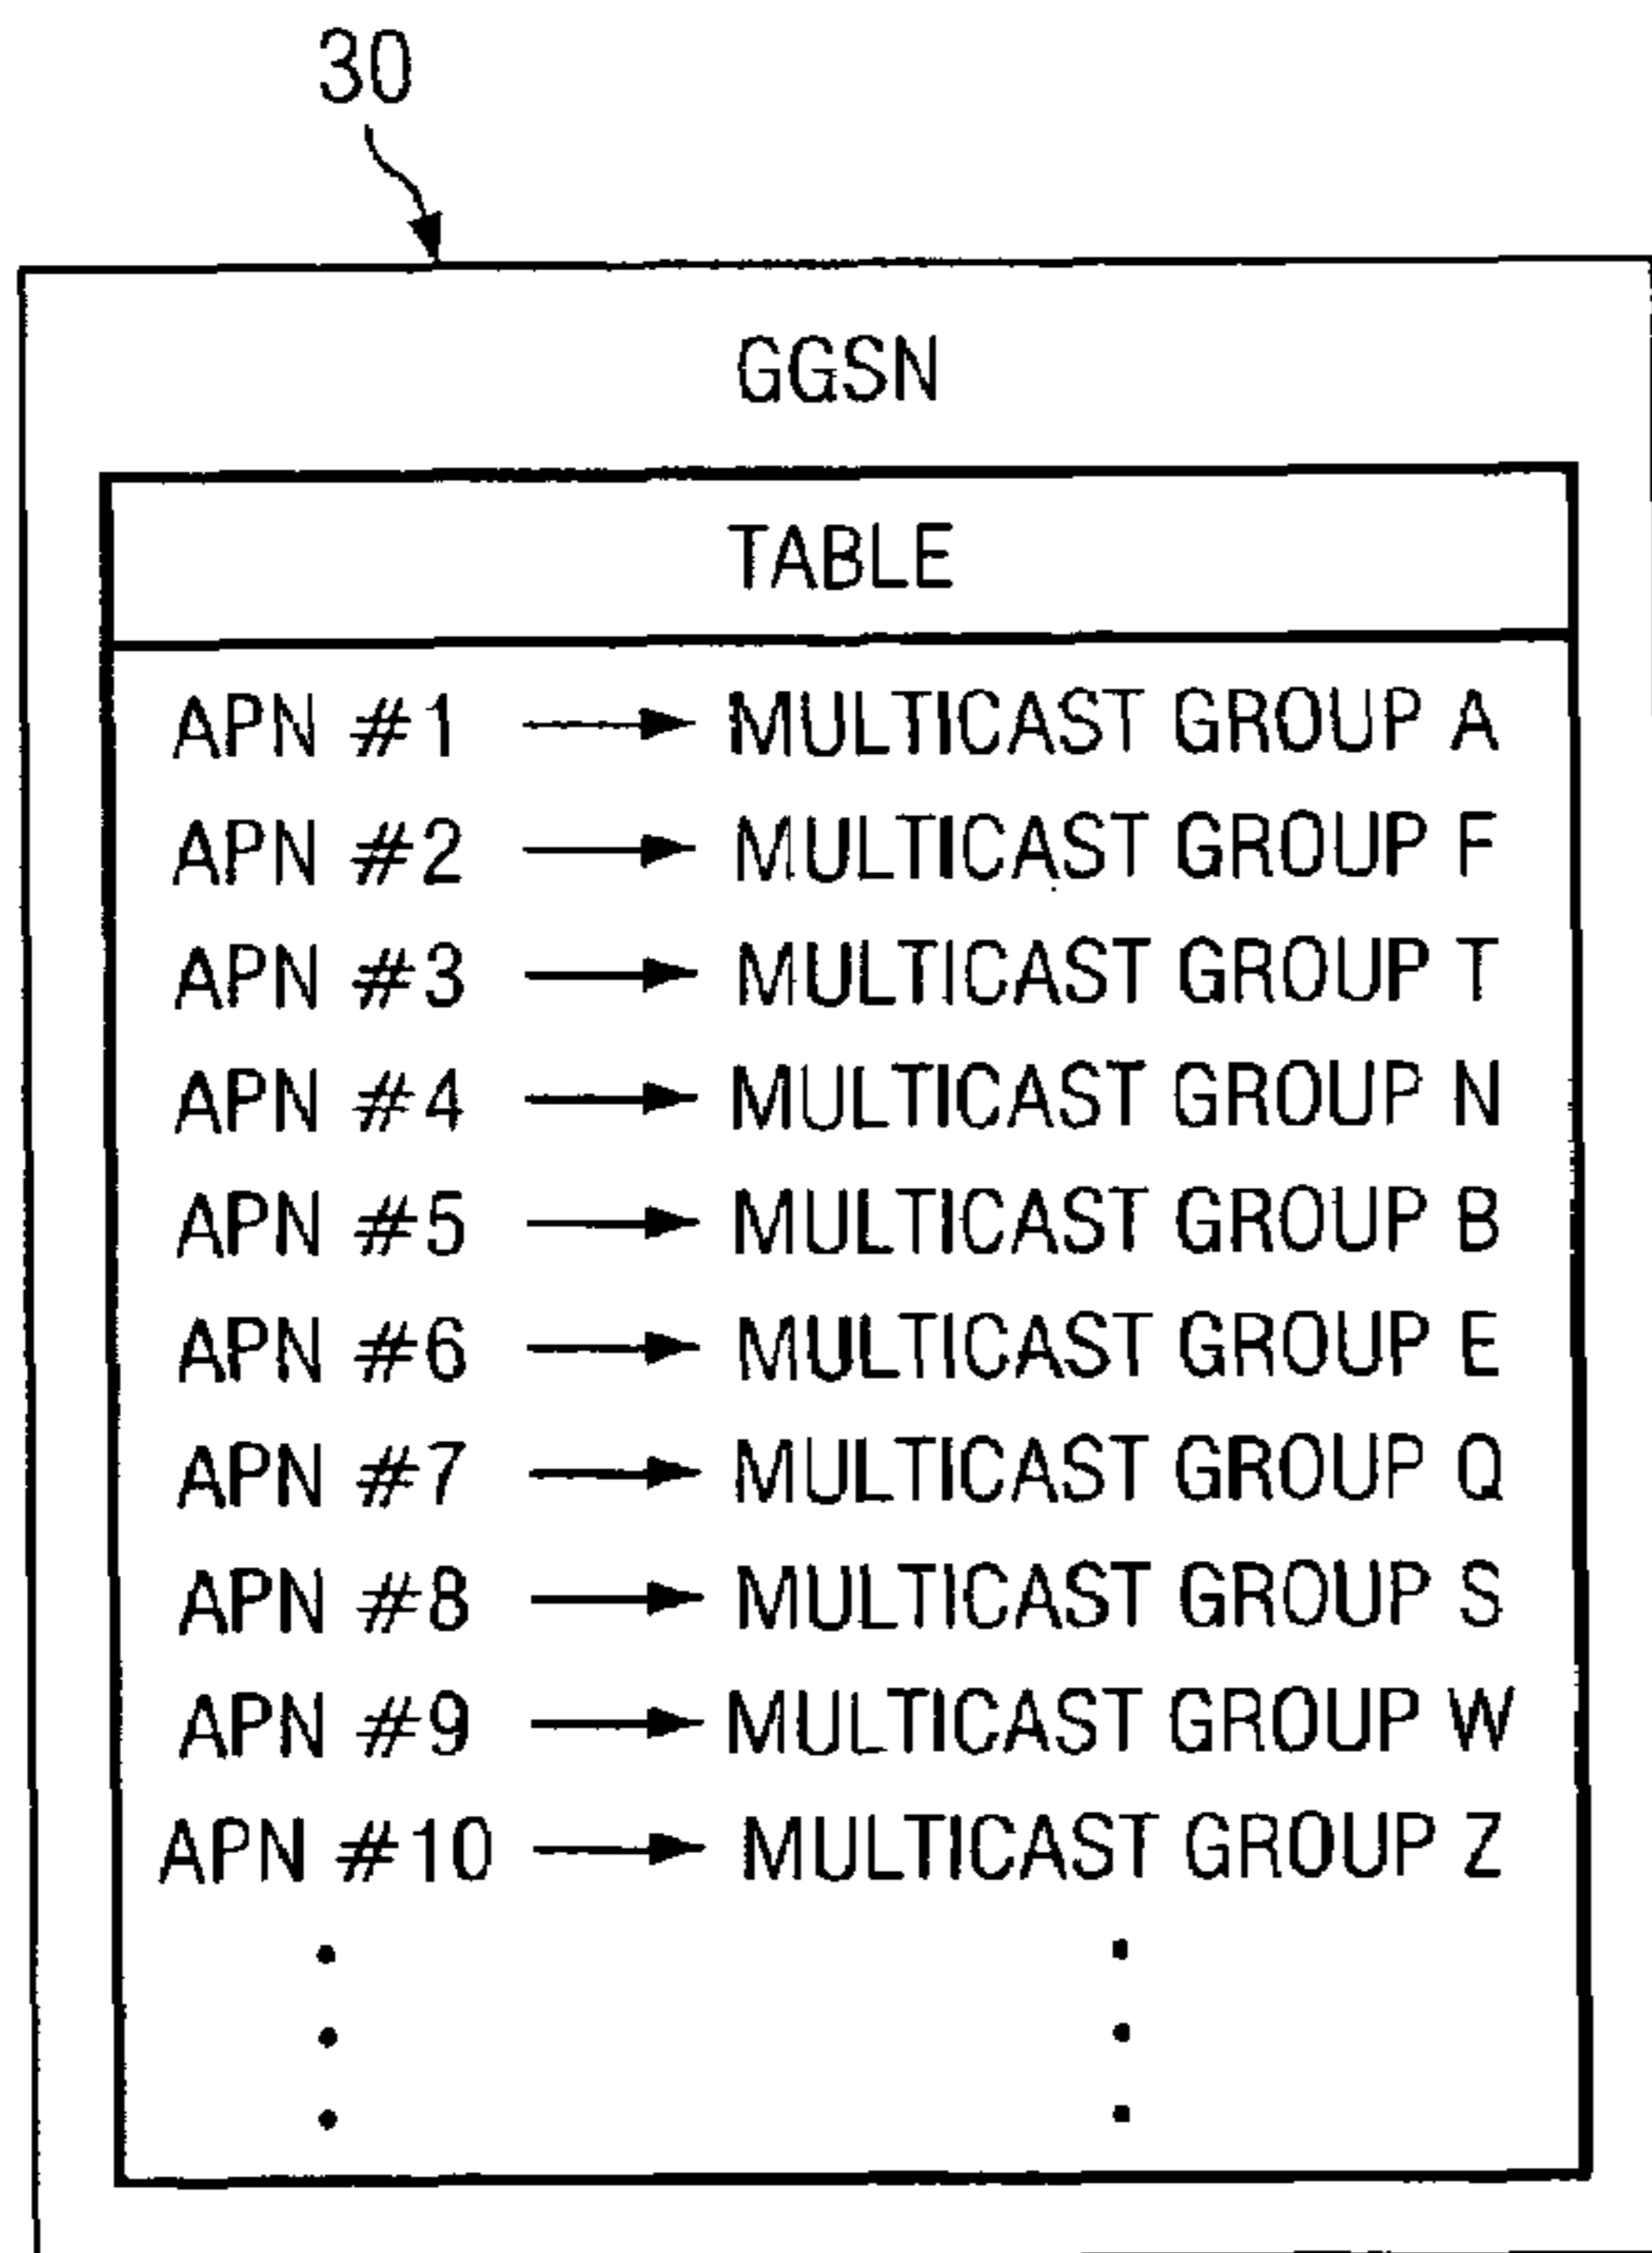 30
GGSN
TABLE
APN #1 → MULTICAST GROUP A
APN #2 → MULTICAST GROUP F
APN #3 → MULTICAST GROUP T
APN #4 → MULTICAST GROUP N
APN #5 → MULTICAST GROUP B
APN #6 → MULTICAST GROUP E
APN #7 → MULTICAST GROUP Q
APN #8 → MULTICAST GROUP S
APN #9 → MULTICAST GROUP W
APN #10 → MULTICAST GROUP Z